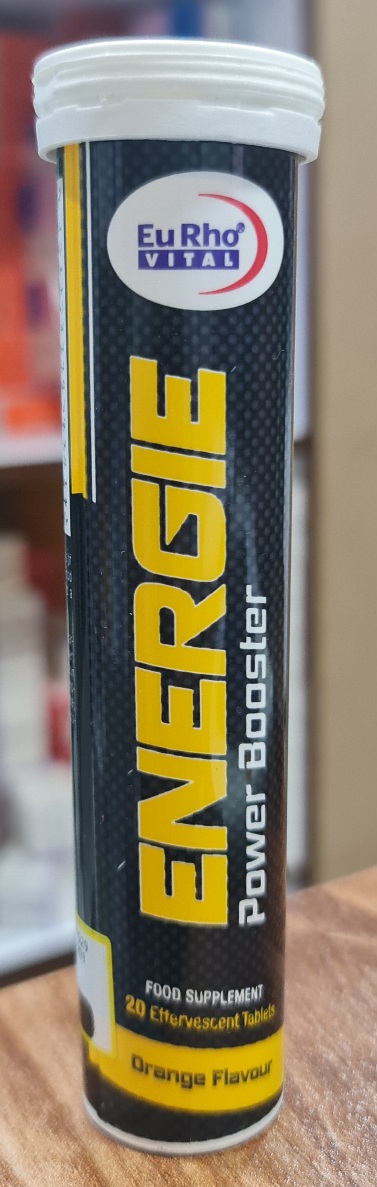 EuRho®
VITAL
ENERGIE
Power Booster
FOOD SUPPLEMENT
20 Effervescent Tablets
Orange Flavour